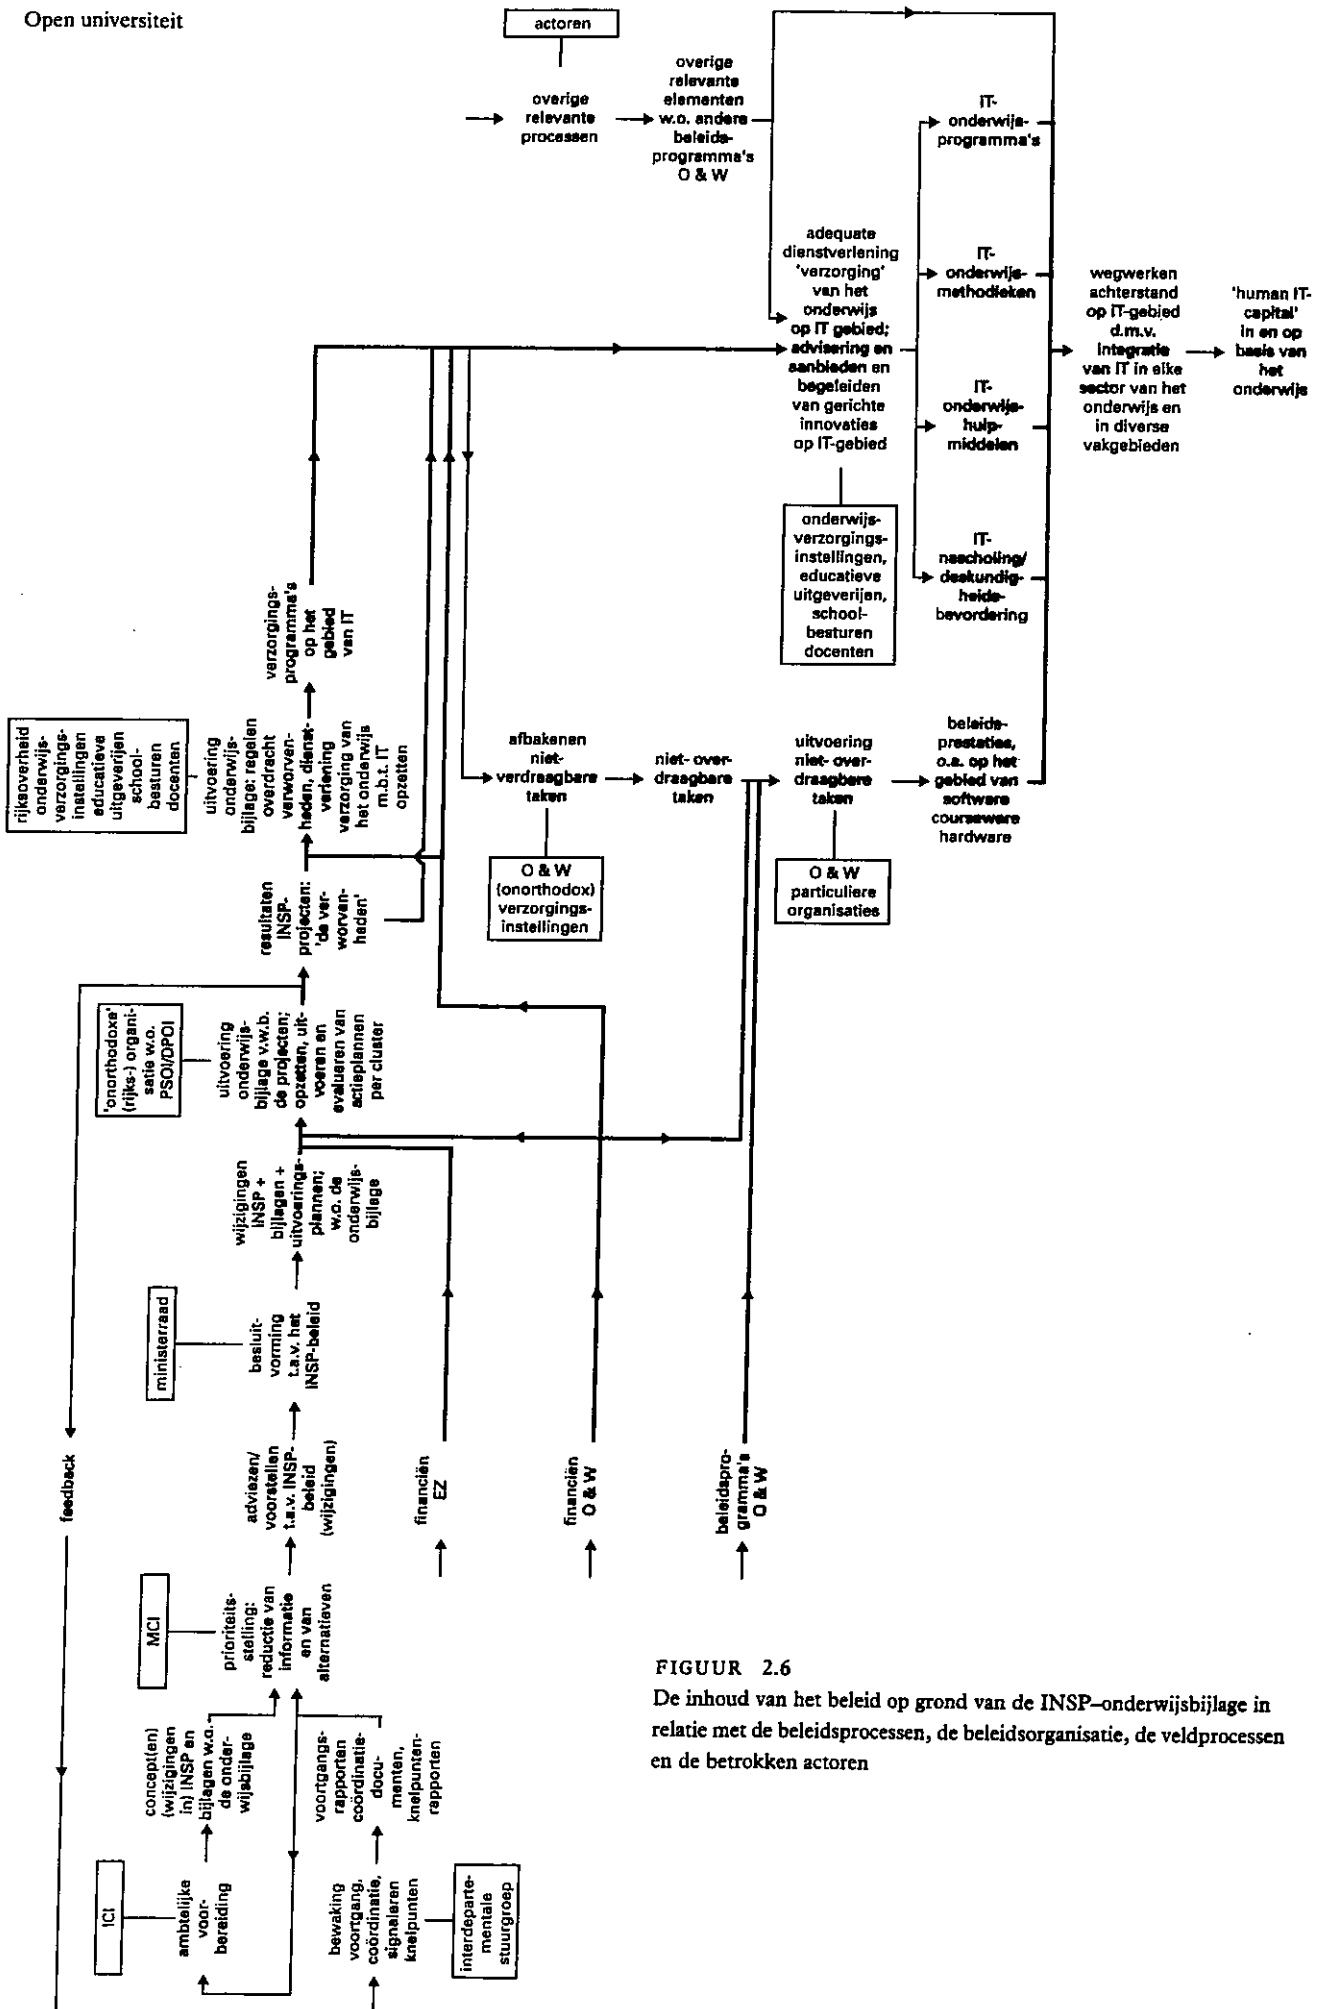 Open universiteit
actoren
overige
relevante
processen
overige
relevante
elementen
w.o. andere
beleids-
programma's
O & W
IT-
onderwijs-
programma's
adequate
dienstverlening
'verzorging'
van het
onderwijs
op IT gebied;
advisering en
aanbieden en
begeleiden
van gerichte
innovaties
op IT-gebied
IT-
onderwijs-
methodieken
wegwerken
achterstand
op IT-gebied
d.m.v.
integratie
van IT in elke
sector van het
onderwijs en
in diverse
vakgebieden
'human IT-
capital'
in en op
basis van
het
onderwijs
IT-
onderwijs-
hulp-
middelen
onderwijs-
verzorgings-
instellingen,
educatieve
uitgeverijen,
school-
besturen
docenten
IT-
nascholing/
deskundig-
heids-
bevordering
verzorgings-
programma's
op het
gebied
van IT
rijksoverheid
onderwijs-
verzorgings-
instellingen
educatieve
uitgeverijen
school-
besturen
docenten
uitvoering
onderwijs-
bijlage: regelen
overdracht
verworven-
heden, dienst-
verlening
verzorging van
het onderwijs
m.b.t. IT
opzetten
afbakenen
niet-
verdraagbare
taken
niet- over-
draagbare
taken
uitvoering
niet- over-
draagbare
taken
beleids-
prestaties,
o.a. op het
gebied van
software
courseware
hardware
O & W
(onorthodox)
verzorgings-
instellingen
O & W
particuliere
organisaties
resultaten
INSP-
projecten:
'de ver-
worven-
heden'
'onorthodoxe'
(rijks-) organi-
satie w.o.
PSOI/DPOI
uitvoering
onderwijs-
bijlage v.w.b.
de projecten;
opzetten, uit-
voeren en
evalueren van
actieplannen
per cluster
wijzigingen
INSP +
bijlagen +
uitvoerings-
plannen;
w.o. de
onderwijs-
bijlage
ministerraad
besluit-
vorming
t.a.v. het
INSP-beleid
feedback
adviezen/
voorstellen
t.a.v. INSP-
beleid
(wijzigingen)
financiën
EZ
financiën
O & W
beleidspro-
gramma's
O & W
MCI
prioriteits-
stelling:
reductie van
informatie
en van
alternatieven
concept(en)
(wijzigingen
in) INSP en
bijlagen w.o.
de onder-
wijsbijlage
voortgangs-
rapporten
coördinatie-
docu-
menten,
knelpunten-
rapporten
ICI
ambtelijke
voor-
bereiding
bewaking
voortgang,
coördinatie,
signaleren
knelpunten
interdeparte-
mentale
stuurgroep
FIGUUR 2.6
De inhoud van het beleid op grond van de INSP–onderwijsbijlage in
relatie met de beleidsprocessen, de beleidsorganisatie, de veldprocessen
en de betrokken actoren